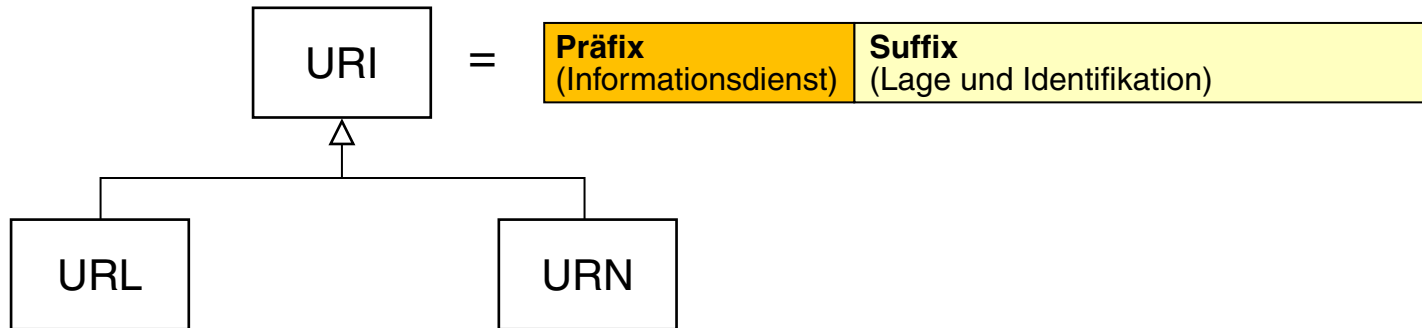 URI = Präfix Suffix
(Informationsdienst) (Lage und Identifikation)
URL URN